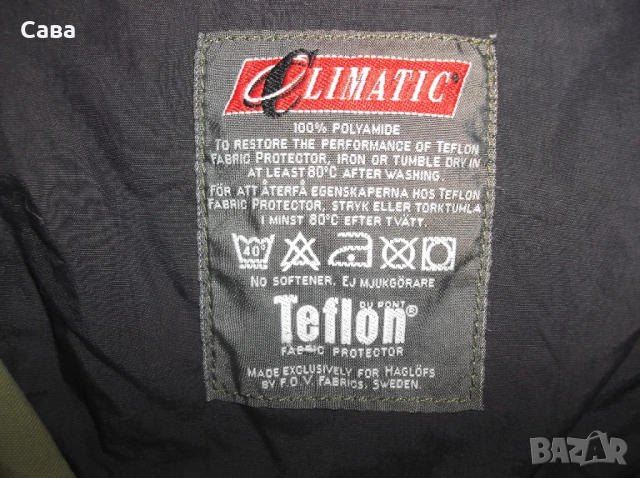 Сава
CLIMATIC®
100% POLYAMIDE
TO RESTORE THE PERFORMANCE OF TEFLON
FABRIC PROTECTOR, IRON OR TUMBLE DRY IN
AT LEAST 80°C AFTER WASHING.
FÖR ATT ÅTERFÅ EGENSKAPERNA HOS TEFLON
FABRIC PROTECTOR, STRYK ELLER TORKTUMLA
I MINST 80°C EFTER TVÄTT.
40°
NO SOFTENER. EJ MJUKGÖRARE
DU PONT
Teflon®
FABRIC PROTECTOR
MADE EXCLUSIVELY FOR HAGLÖFS
BY F.O.V FABRICS, SWEDEN.
BAZAR